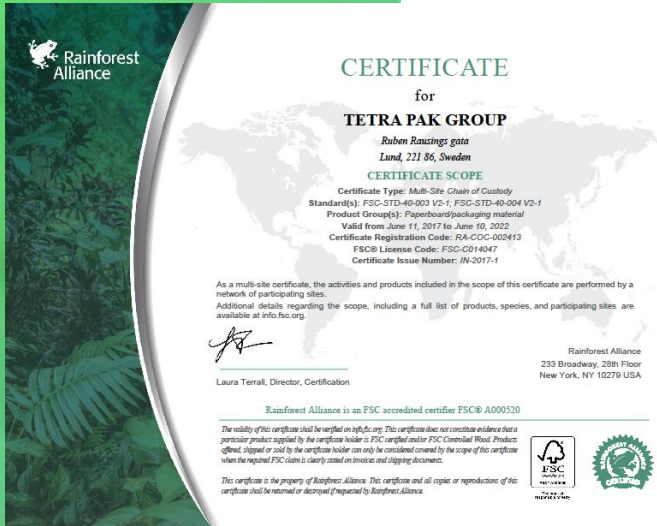 Rainforest
Alliance
CERTIFICATE
for
TETRA PAK GROUP
Ruben Rausings gata
Lund, 221 86, Sweden
CERTIFICATE SCOPE
Certificate Type: Multi-Site Chain of Custody
Standard(s): FSC-STD-40-003 V2-1; FSC-STD-40-004 V2-1
Product Group(s): Paperboard/packaging material
Valid from June 11, 2017 to June 10, 2022
Certificate Registration Code: RA-COC-002413
FSC® License Code: FSC-C014047
Certificate Issue Number: IN-2017-1
As a multi-site certificate, the activities and products included in the scope of this certificate are performed by a
network of participating sites.
Additional details regarding the scope, including a full list of products, species, and participating sites are
available at info.fsc.org.
Laura Terrall, Director, Certification
Rainforest Alliance
233 Broadway, 28th Floor
New York, NY 10279 USA
Rainforest Alliance is an FSC accredited certifier FSC® A000520
The validity of this certificate shall be verified on info.fsc.org. This certificate does not constitute evidence that a
particular product supplied by the certificate holder is FSC certified and/or FSC Controlled Wood. Products
offered, shipped or sold by the certificate holder can only be considered covered by the scope of this certificate
when the required FSC claim is clearly stated on invoices and shipping documents.
This certificate is the property of Rainforest Alliance. This certificate and all copies or reproductions of this
certificate shall be returned or destroyed if requested by Rainforest Alliance.
FSC
RAINFOREST ALLIANCE
CERTIFIED